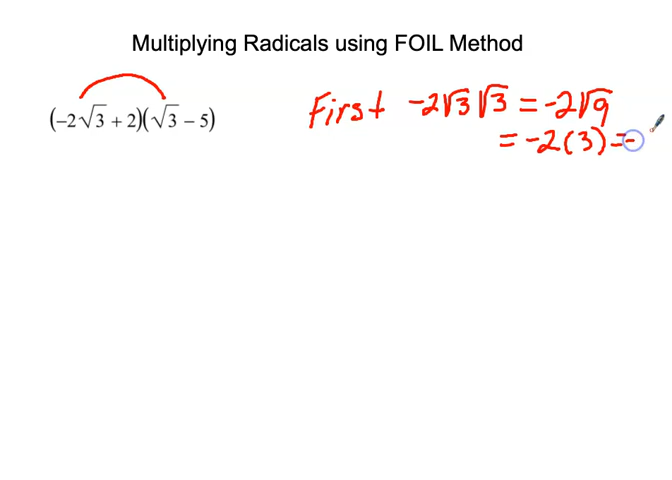 Multiplying Radicals using FOIL Method
(−2√3 + 2)(√3 − 5)
First -2√3 √3 = -2√9
= -2(3) = -